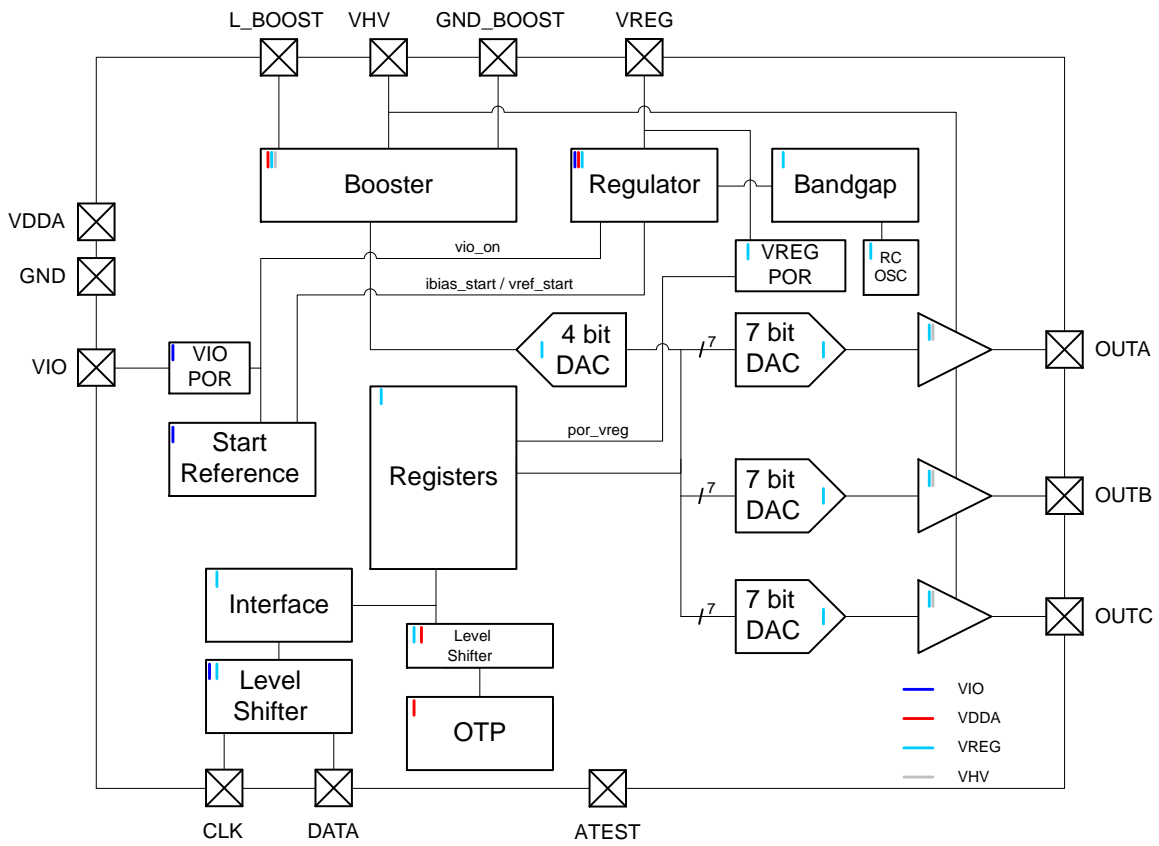 L_BOOST
VHV
GND_BOOST
VREG
Booster
Regulator
Bandgap
VDDA
GND
VIO
vio_on
ibias_start / vref_start
VREG
POR
RC
OSC
VIO
POR
4 bit
DAC
7
7 bit
DAC
OUTA
Start
Reference
Registers
por_vreg
7
7 bit
DAC
OUTB
Interface
Level
Shifter
7
7 bit
DAC
OUTC
Level
Shifter
OTP
VIO
VDDA
VREG
VHV
CLK
DATA
ATEST